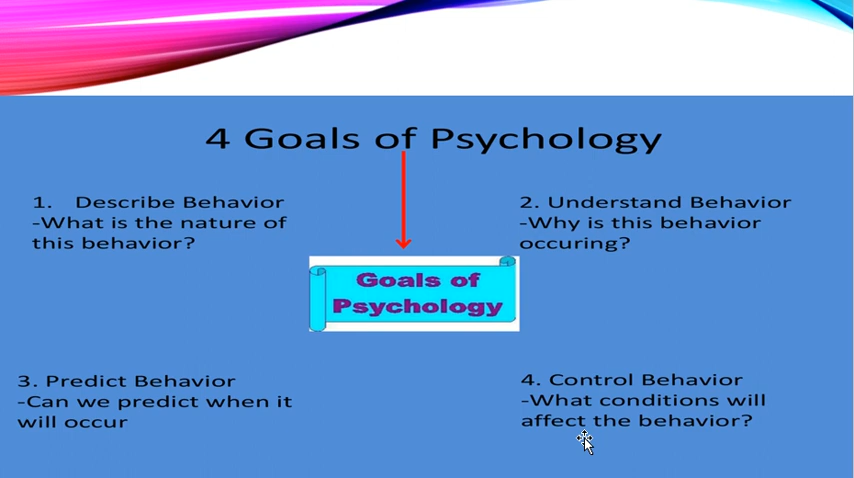 4 Goals of Psychology
1. Describe Behavior
-What is the nature of
this behavior?
2. Understand Behavior
-Why is this behavior
occuring?
Goals of
Psychology
3. Predict Behavior
-Can we predict when it
will occur
4. Control Behavior
-What conditions will
affect the behavior?